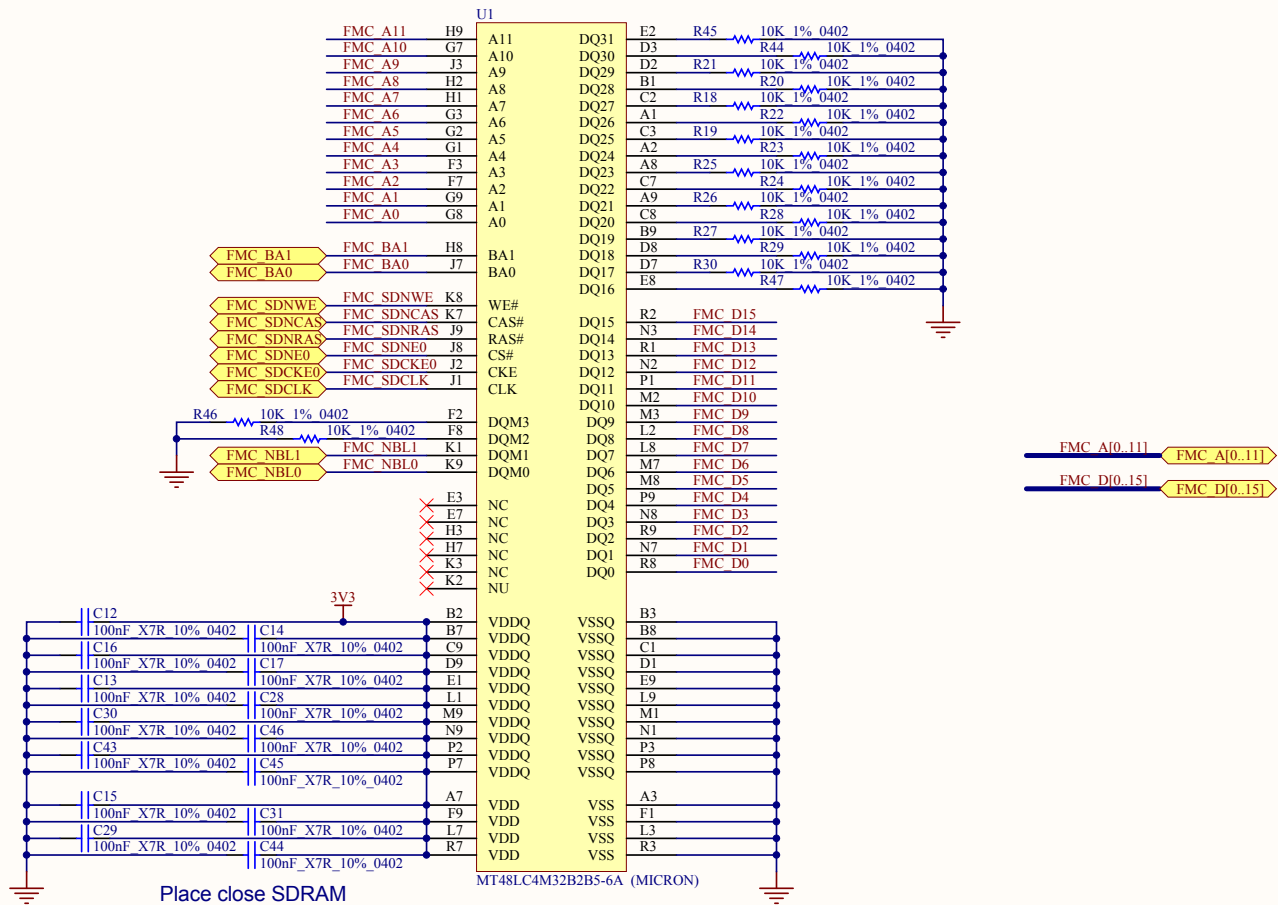 U1
FMC_A11 H9 A11 DQ31 E2 R45 10K_1%_0402
FMC_A10 G7 A10 DQ30 D3 R44 10K_1%_0402
FMC_A9 J3 A9 DQ29 D2 R21 10K_1%_0402
FMC_A8 H2 A8 DQ28 B1 R20 10K_1%_0402
FMC_A7 H1 A7 DQ27 C2 R18 10K_1%_0402
FMC_A6 G3 A6 DQ26 A1 R22 10K_1%_0402
FMC_A5 G2 A5 DQ25 C3 R19 10K_1%_0402
FMC_A4 G1 A4 DQ24 A2 R23 10K_1%_0402
FMC_A3 F3 A3 DQ23 A8 R25 10K_1%_0402
FMC_A2 F7 A2 DQ22 C7 R24 10K_1%_0402
FMC_A1 G9 A1 DQ21 A9 R26 10K_1%_0402
FMC_A0 G8 A0 DQ20 C8 R28 10K_1%_0402
DQ19 B9 R27 10K_1%_0402
FMC_BA1 FMC_BA1 H8 BA1 DQ18 D8 R29 10K_1%_0402
FMC_BA0 FMC_BA0 J7 BA0 DQ17 D7 R30 10K_1%_0402
DQ16 E8 R47 10K_1%_0402
FMC_SDNWE FMC_SDNWE K8 WE#
FMC_SDNCAS FMC_SDNCAS K7 CAS# DQ15 R2 FMC_D15
FMC_SDNRAS FMC_SDNRAS J9 RAS# DQ14 N3 FMC_D14
FMC_SDNE0 FMC_SDNE0 J8 CS# DQ13 R1 FMC_D13
FMC_SDCKE0 FMC_SDCKE0 J2 CKE DQ12 N2 FMC_D12
FMC_SDCLK FMC_SDCLK J1 CLK DQ11 P1 FMC_D11
DQ10 M2 FMC_D10
R46 10K_1%_0402 F2 DQM3 DQ9 M3 FMC_D9
R48 10K_1%_0402 F8 DQM2 DQ8 L2 FMC_D8
FMC_NBL1 FMC_NBL1 K1 DQM1 DQ7 L8 FMC_D7 FMC_A[0..11] FMC_A[0..11]
FMC_NBL0 FMC_NBL0 K9 DQM0 DQ6 M7 FMC_D6
DQ5 M8 FMC_D5 FMC_D[0..15] FMC_D[0..15]
E3 NC DQ4 P9 FMC_D4
E7 NC DQ3 N8 FMC_D3
H3 NC DQ2 R9 FMC_D2
H7 NC DQ1 N7 FMC_D1
K3 NC DQ0 R8 FMC_D0
K2 NU
3V3
C12 B2 VDDQ VSSQ B3
100nF_X7R_10%_0402 C14 B7 VDDQ VSSQ B8
C16 100nF_X7R_10%_0402 C9 VDDQ VSSQ C1
100nF_X7R_10%_0402 C17 D9 VDDQ VSSQ D1
C13 100nF_X7R_10%_0402 E1 VDDQ VSSQ E9
100nF_X7R_10%_0402 C28 L1 VDDQ VSSQ L9
C30 100nF_X7R_10%_0402 M9 VDDQ VSSQ M1
100nF_X7R_10%_0402 C46 N9 VDDQ VSSQ N1
C43 100nF_X7R_10%_0402 P2 VDDQ VSSQ P3
100nF_X7R_10%_0402 C45 P7 VDDQ VSSQ P8
100nF_X7R_10%_0402
C15 A7 VDD VSS A3
100nF_X7R_10%_0402 C31 F9 VDD VSS F1
C29 100nF_X7R_10%_0402 L7 VDD VSS L3
100nF_X7R_10%_0402 C44 R7 VDD VSS R3
100nF_X7R_10%_0402
MT48LC4M32B2B5-6A (MICRON)
Place close SDRAM